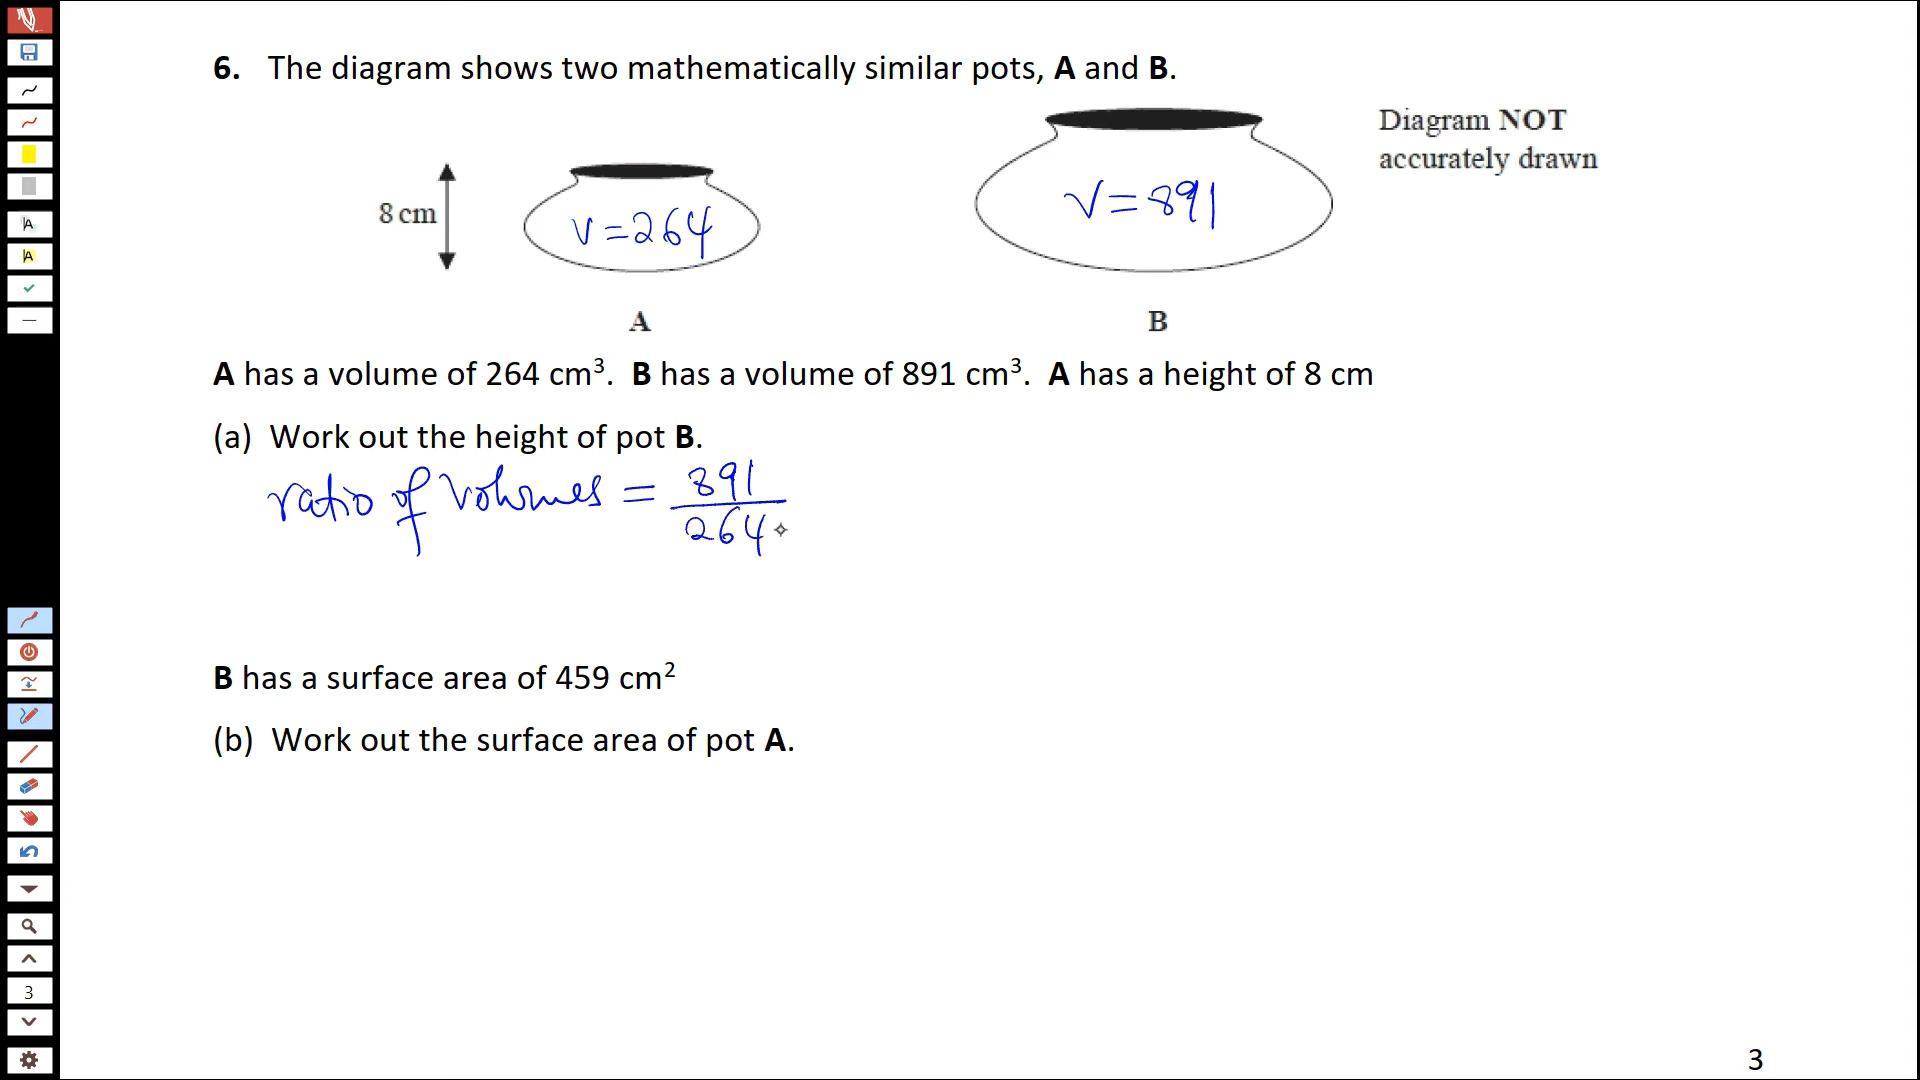 6. The diagram shows two mathematically similar pots, A and B.
Diagram NOT
accurately drawn
8 cm
v = 264
V = 891
A
B
A has a volume of 264 cm³. B has a volume of 891 cm³. A has a height of 8 cm
(a) Work out the height of pot B.
ratio of volumes = 891/264
B has a surface area of 459 cm²
(b) Work out the surface area of pot A.
A
A
3
3